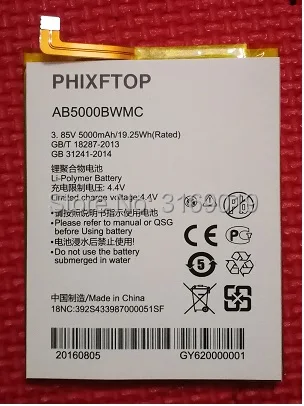 PHIXFTOP
AB5000BWMC
3. 85V 5000mAh/19.25Wh(Rated)
GB/T 18287-2013
GB 31241-2014
锂聚合物电池
Li-Polymer Battery
充电限制电压: 4.4V
limited charge voltage:4.4V
•请按照说明书指示使用电池
•Please refer to manual or QSG
before Using battery
•电池浸水后禁止使用
•Do not use the battery
submerged in water
中国制造/Made in China
18NC:392S433987000051SF
20160805
GY620000001